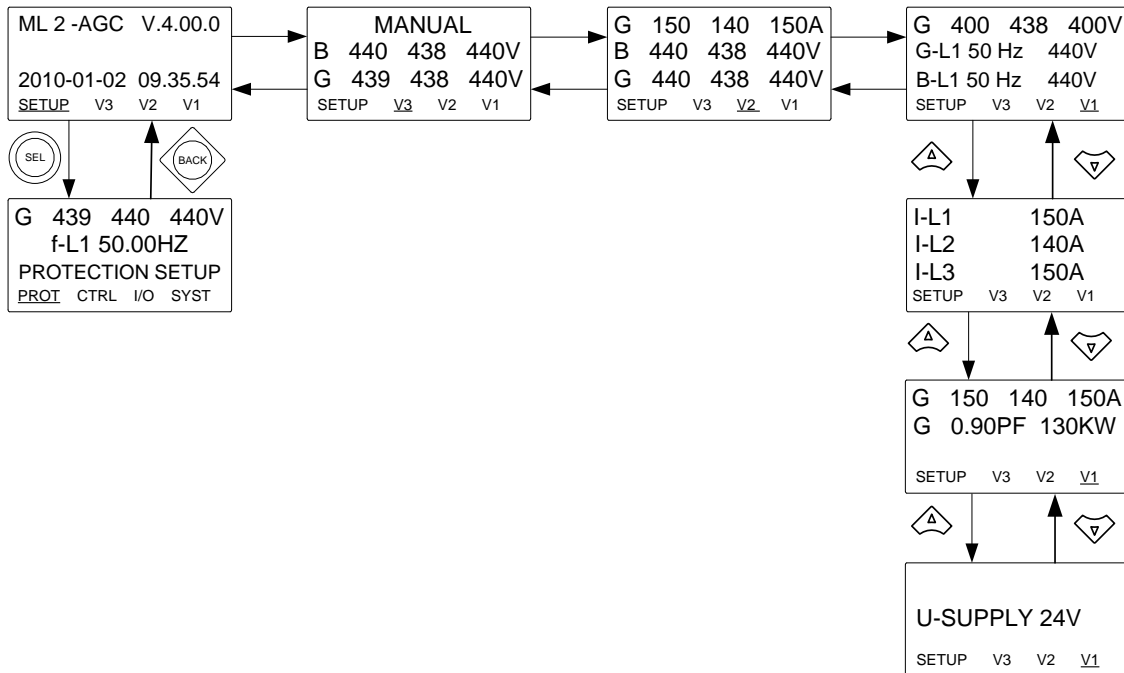 ML 2 -AGC V.4.00.0
2010-01-02 09.35.54
SETUP V3 V2 V1
MANUAL
B 440 438 440V
G 439 438 440V
SETUP V3 V2 V1
G 150 140 150A
B 440 438 440V
G 440 438 440V
SETUP V3 V2 V1
G 400 438 400V
G-L1 50 Hz 440V
B-L1 50 Hz 440V
SETUP V3 V2 V1
SEL
BACK
G 439 440 440V
f-L1 50.00HZ
PROTECTION SETUP
PROT CTRL I/O SYST
I-L1 150A
I-L2 140A
I-L3 150A
SETUP V3 V2 V1
G 150 140 150A
G 0.90PF 130KW
SETUP V3 V2 V1
U-SUPPLY 24V
SETUP V3 V2 V1